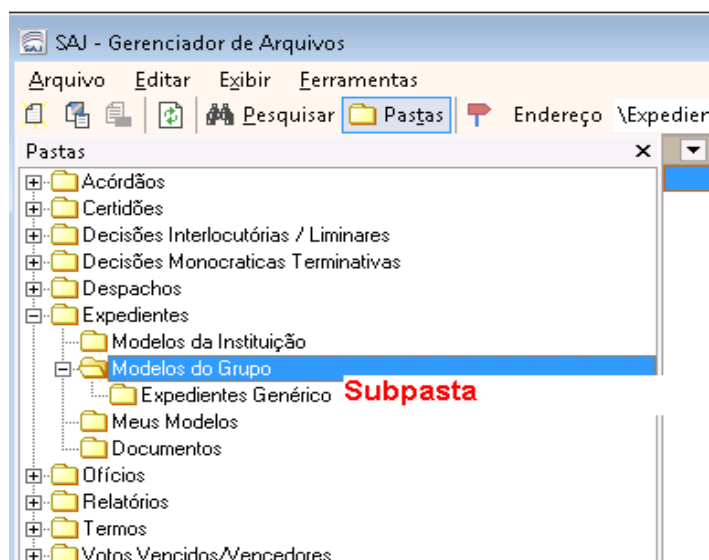 SAJ - Gerenciador de Arquivos
Arquivo Editar Exibir Ferramentas
Pesquisar Pastas Endereço \Expedien
Pastas
Acórdãos
Certidões
Decisões Interlocutórias / Liminares
Decisões Monocraticas Terminativas
Despachos
Expedientes
Modelos da Instituição
Modelos do Grupo
Expedientes Genérico Subpasta
Meus Modelos
Documentos
Ofícios
Relatórios
Termos
Votos Vencidos/Vencedores